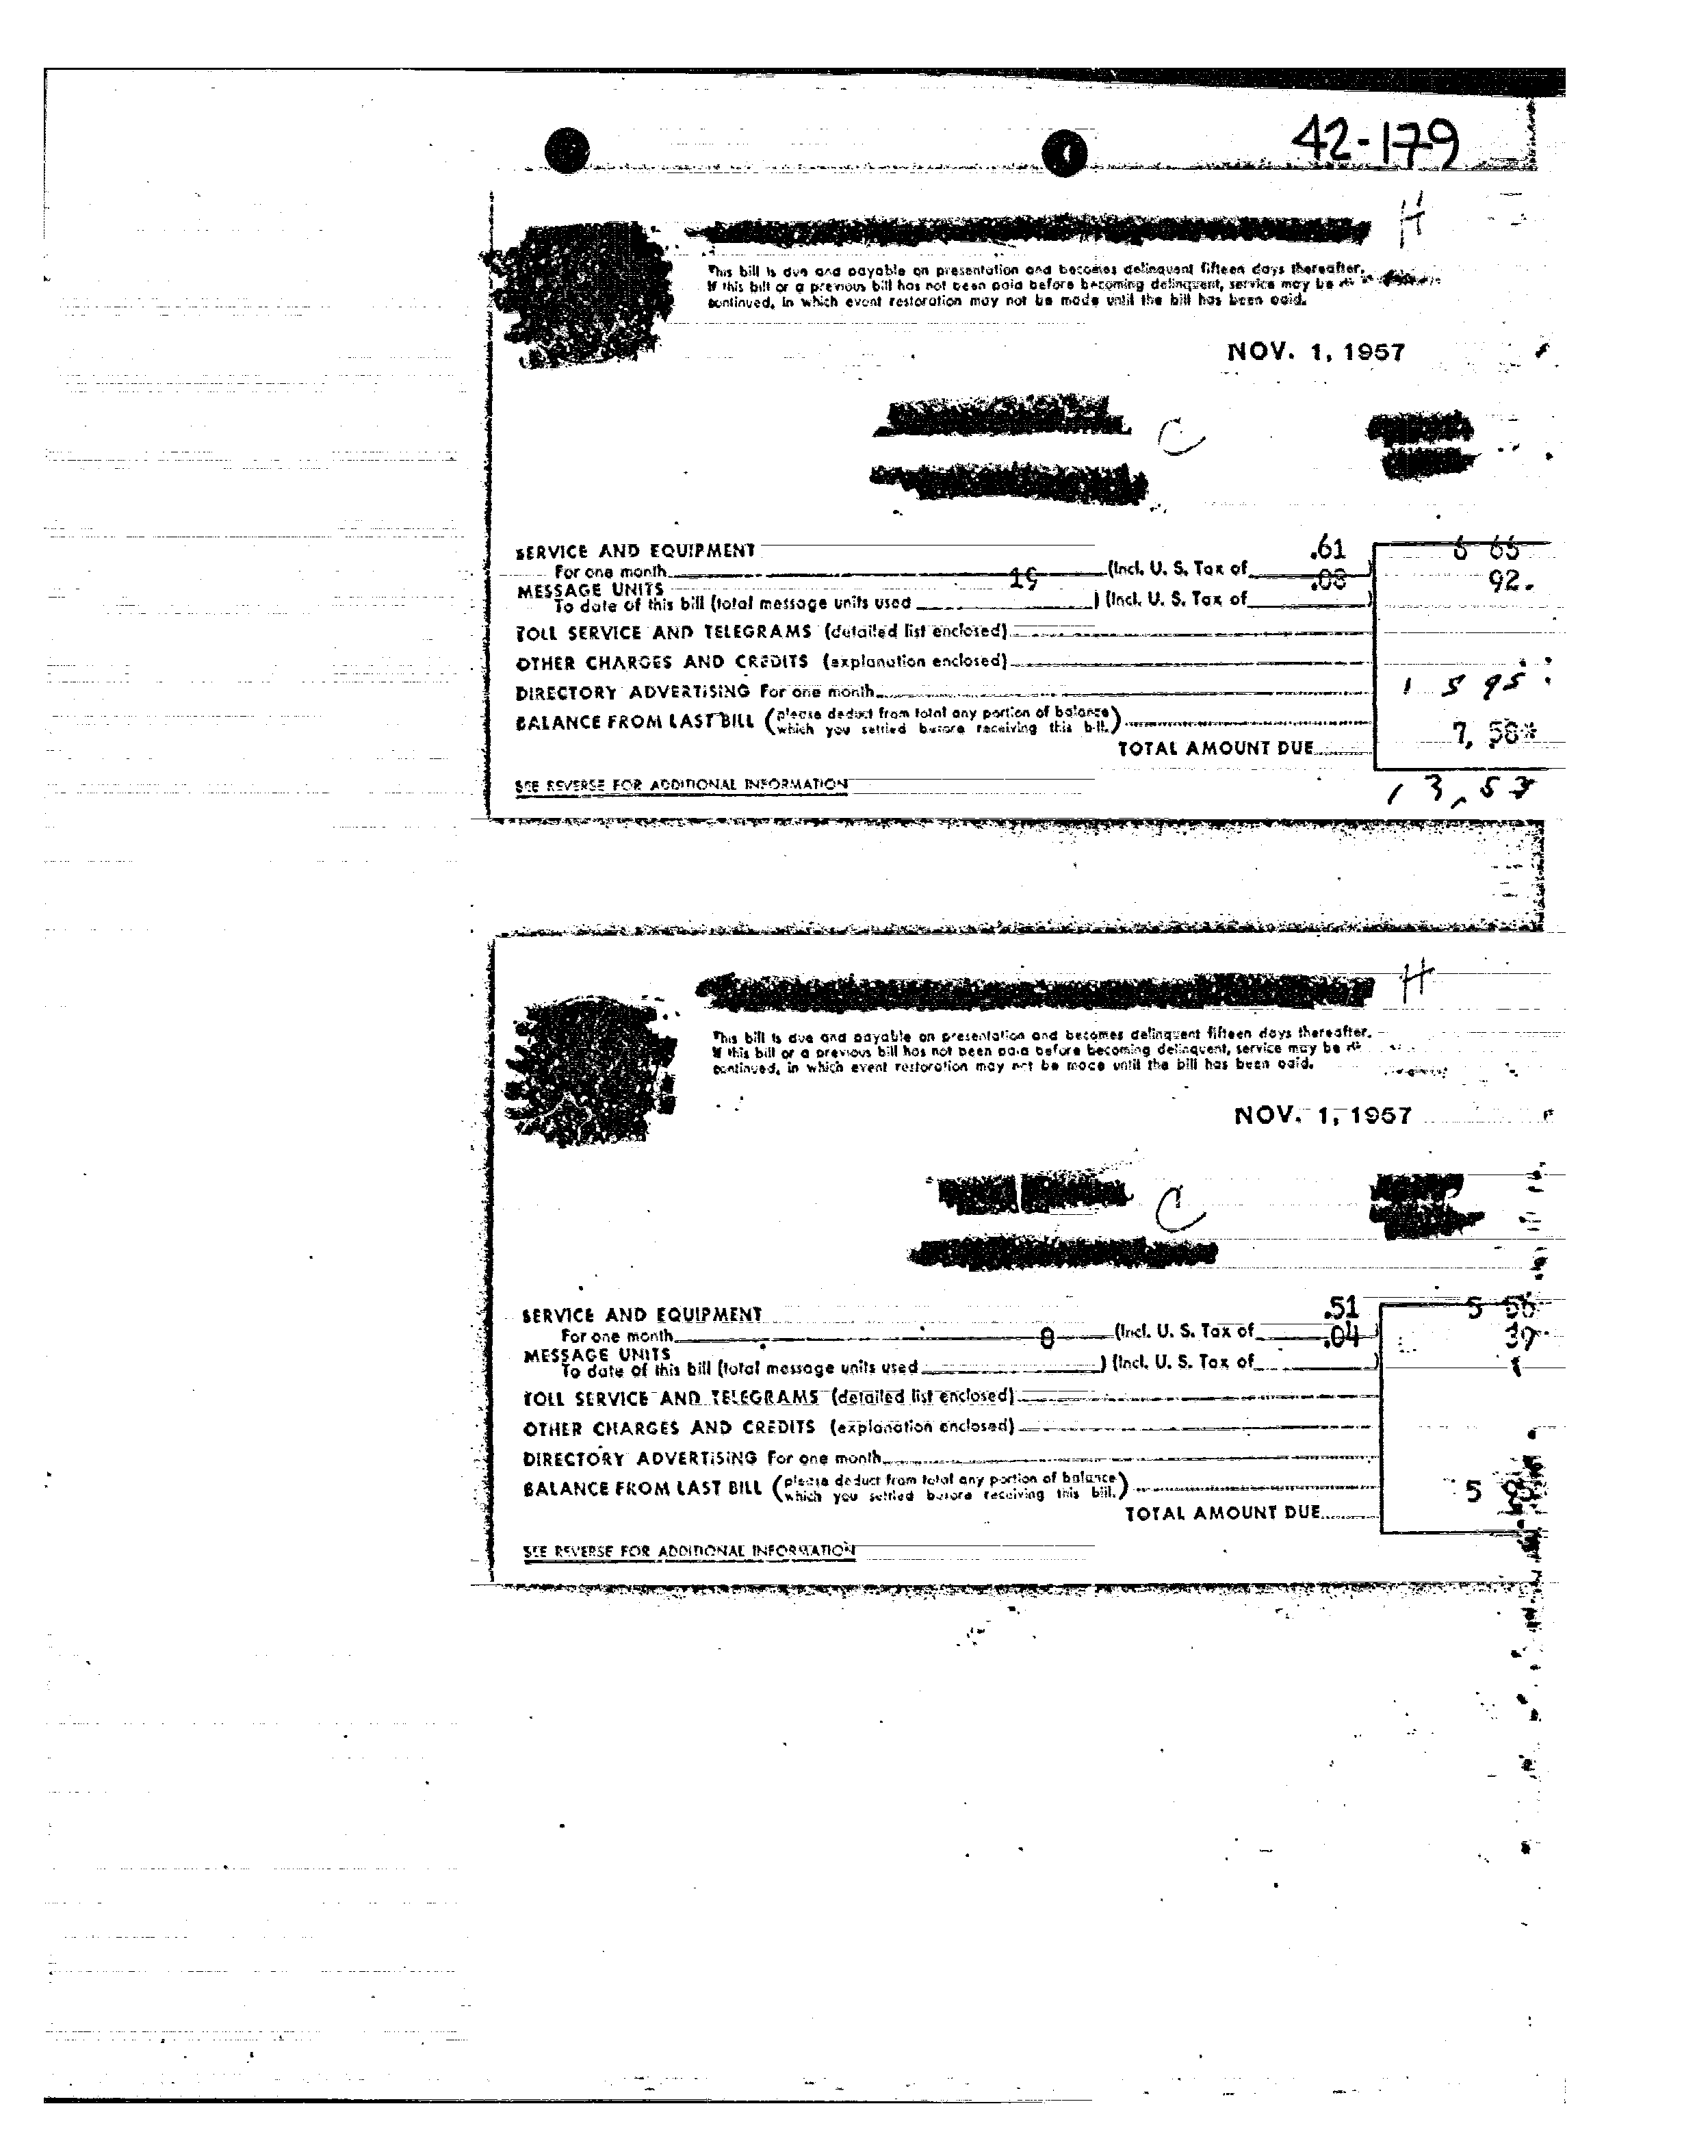 42-179
H
This bill is due and payable on presentation and becomes delinquent fifteen days thereafter.
If this bill or a previous bill has not been paid before becoming delinquent, service may be
continued, in which event restoration may not be made until the bill has been paid.
NOV. 1, 1957
C
SERVICE AND EQUIPMENT
For one month (Incl. U. S. Tax of .61 ) 6 66
MESSAGE UNITS
To date of this bill (total message units used 19 ) (Incl. U. S. Tax of .08 ) 92.
TOLL SERVICE AND TELEGRAMS (detailed list enclosed)
OTHER CHARGES AND CREDITS (explanation enclosed)
DIRECTORY ADVERTISING For one month
BALANCE FROM LAST BILL (please deduct from total any portion of balance which you settled before receiving this bill.)
5 95
TOTAL AMOUNT DUE 7, 58*
SEE REVERSE FOR ADDITIONAL INFORMATION
13,53
H
This bill is due and payable on presentation and becomes delinquent fifteen days thereafter.
If this bill or a previous bill has not been paid before becoming delinquent, service may be
continued, in which event restoration may not be made until the bill has been paid.
NOV. 1, 1957
C
SERVICE AND EQUIPMENT
For one month (Incl. U. S. Tax of .51 ) 5 56
MESSAGE UNITS
To date of this bill (total message units used 8 ) (Incl. U. S. Tax of .04 ) 39
TOLL SERVICE AND TELEGRAMS (detailed list enclosed)
OTHER CHARGES AND CREDITS (explanation enclosed)
DIRECTORY ADVERTISING For one month
BALANCE FROM LAST BILL (please deduct from total any portion of balance which you settled before receiving this bill.)
TOTAL AMOUNT DUE 5
SEE REVERSE FOR ADDITIONAL INFORMATION